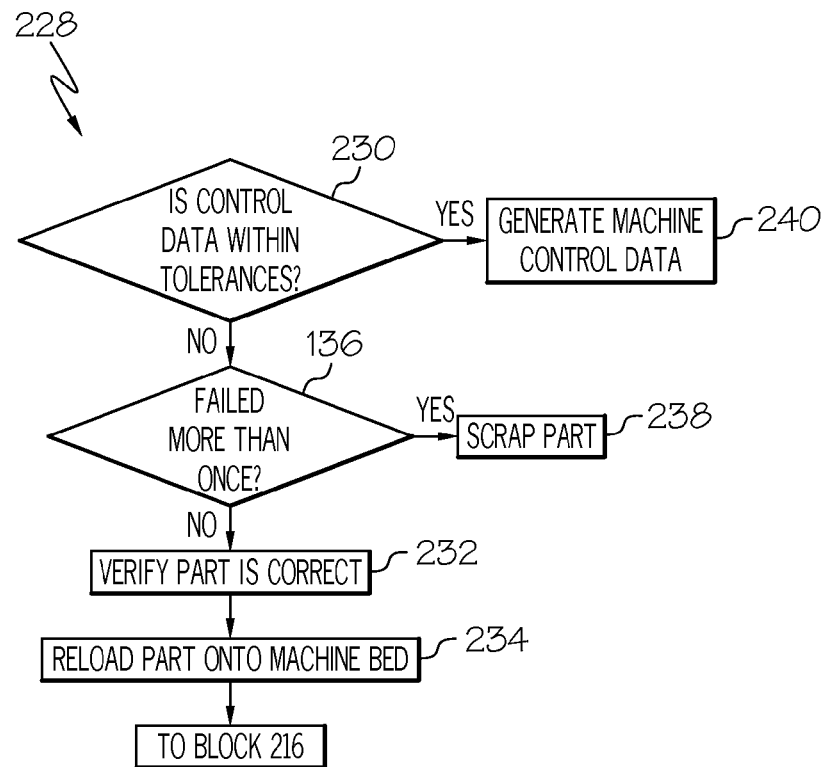 228
230
IS CONTROL
DATA WITHIN
TOLERANCES?
YES
GENERATE MACHINE
CONTROL DATA
240
NO
136
FAILED
MORE THAN
ONCE?
YES
SCRAP PART
238
NO
VERIFY PART IS CORRECT
232
RELOAD PART ONTO MACHINE BED
234
TO BLOCK 216